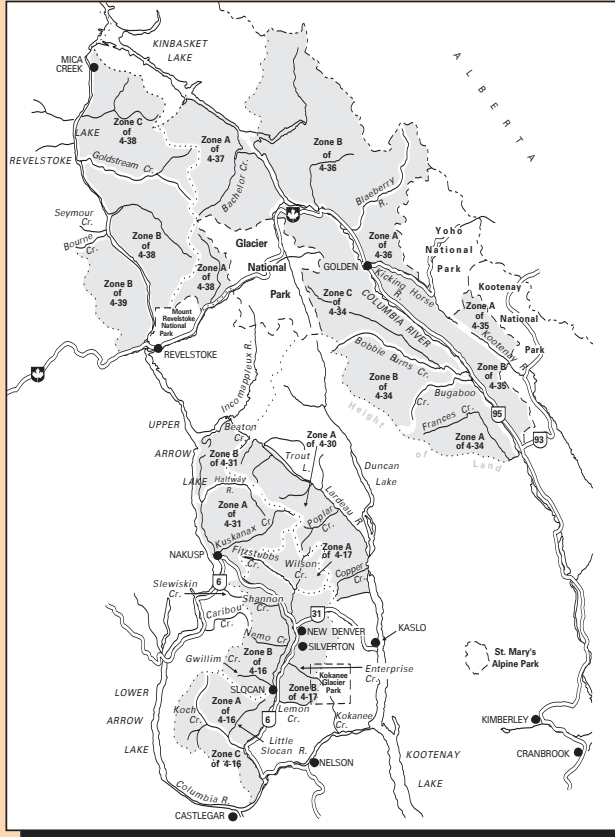 KINBASKET
LAKE
MICA
CREEK
ALBERTA
Zone C
of
4-38
Zone A
of
4-37
Zone B
of
4-36
LAKE
REVELSTOKE
Goldstream Cr.
Bachelor Cr.
Blaeberry
R.
Seymour
Cr.
Bourne
Cr.
Zone B
of
4-38
Zone A
of
4-38
Glacier
National
Park
Zone A
of
4-36
Yoho
National
Park
GOLDEN
Kicking Horse
R.
Kootenay
National
Park
Zone B
of
4-39
Mount
Revelstoke
National
Park
Zone C
of
4-34
COLUMBIA RIVER
Zone A
of
4-35
Kootenay R.
REVELSTOKE
Bobbie Burns Cr.
Zone B
of
4-35
Zone B
of
4-34
Bugaboo
Cr.
Frances Cr.
95
Zone A
of 4-34
93
Height of Land
Incomappleux R.
UPPER
ARROW
LAKE
Beaton
Cr.
Zone A
of 4-30
Zone B
of
4-31
Trout
L.
Duncan
Lake
Halfway
R.
Lardeau R.
Zone A
of
4-31
Poplar
Cr.
Kuskanax Cr.
NAKUSP
Fitzstubbs
Cr.
Zone A
of
4-17
Wilson
Cr.
Copper
Cr.
6
Slewiskin
Cr.
Shannon
Cr.
Caribou
Cr.
31
NEW DENVER
SILVERTON
KASLO
Nemo Cr.
Zone B
of
4-16
Gwillim Cr.
Enterprise
Cr.
Kokanee
Glacier
Park
St. Mary's
Alpine Park
SLOCAN
Zone B
of
4-17
Lemon
Cr.
LOWER
ARROW
LAKE
Zone A
of
4-16
Koch
Cr.
6
Kokanee
Cr.
Little
Slocan R.
KIMBERLEY
Zone C
of 4-16
NELSON
KOOTENAY
LAKE
CRANBROOK
Columbia R.
CASTLEGAR